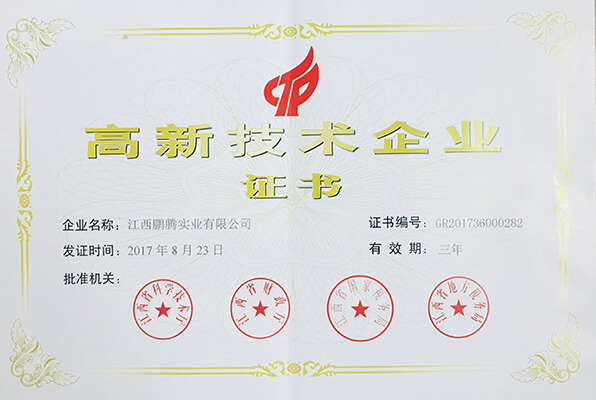 CTP
高新技术企业
证书
企业名称：江西鹏腾实业有限公司
证书编号：GR201736000282
发证时间：2017年8月23日
有效期：三年
批准机关：
江西省科学技术厅
江西省财政厅
江西省国家税务局
江西省地方税务局